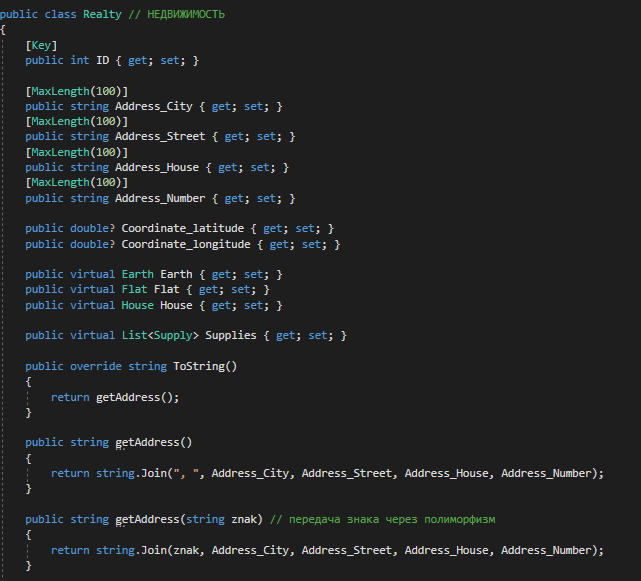 public class Realty // НЕДВИЖИМОСТЬ
{
[Key]
public int ID { get; set; }
[MaxLength(100)]
public string Address_City { get; set; }
[MaxLength(100)]
public string Address_Street { get; set; }
[MaxLength(100)]
public string Address_House { get; set; }
[MaxLength(100)]
public string Address_Number { get; set; }
public double? Coordinate_latitude { get; set; }
public double? Coordinate_longitude { get; set; }
public virtual Earth Earth { get; set; }
public virtual Flat Flat { get; set; }
public virtual House House { get; set; }
public virtual List<Supply> Supplies { get; set; }
public override string ToString()
{
return getAddress();
}
public string getAddress()
{
return string.Join(", ", Address_City, Address_Street, Address_House, Address_Number);
}
public string getAddress(string znak) // передача знака через полиморфизм
{
return string.Join(znak, Address_City, Address_Street, Address_House, Address_Number);
}